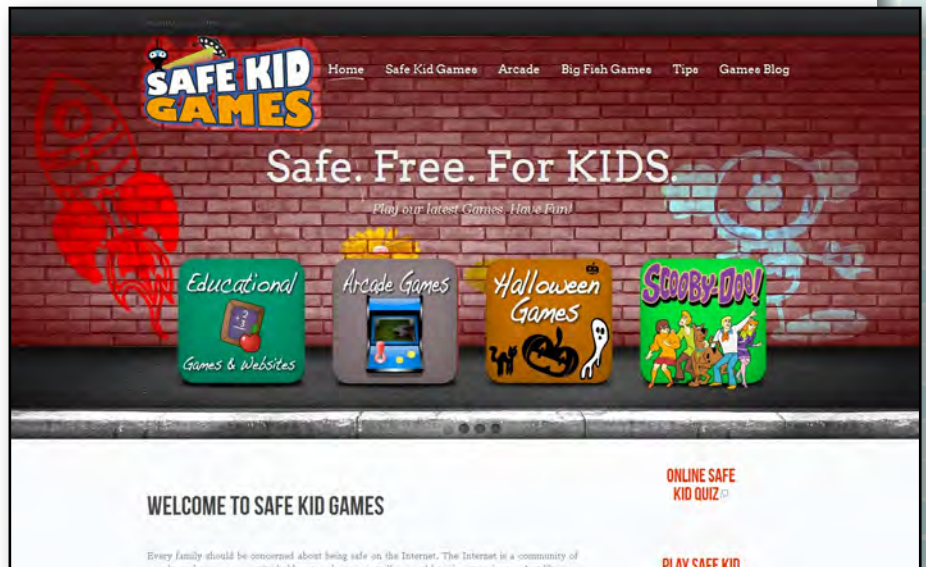 SAFE KID
GAMES
Home Safe Kid Games Arcade Big Fish Games Tips Games Blog
Safe. Free. For KIDS.
Play our latest Games. Have Fun!
Educational
+2
3
Games & Websites
Arcade Games
Halloween
Games
SCOOBY-DOO!
WELCOME TO SAFE KID GAMES
Every family should be concerned about being safe on the Internet. The Internet is a community of
ONLINE SAFE
KID QUIZ
PLAY SAFE KID